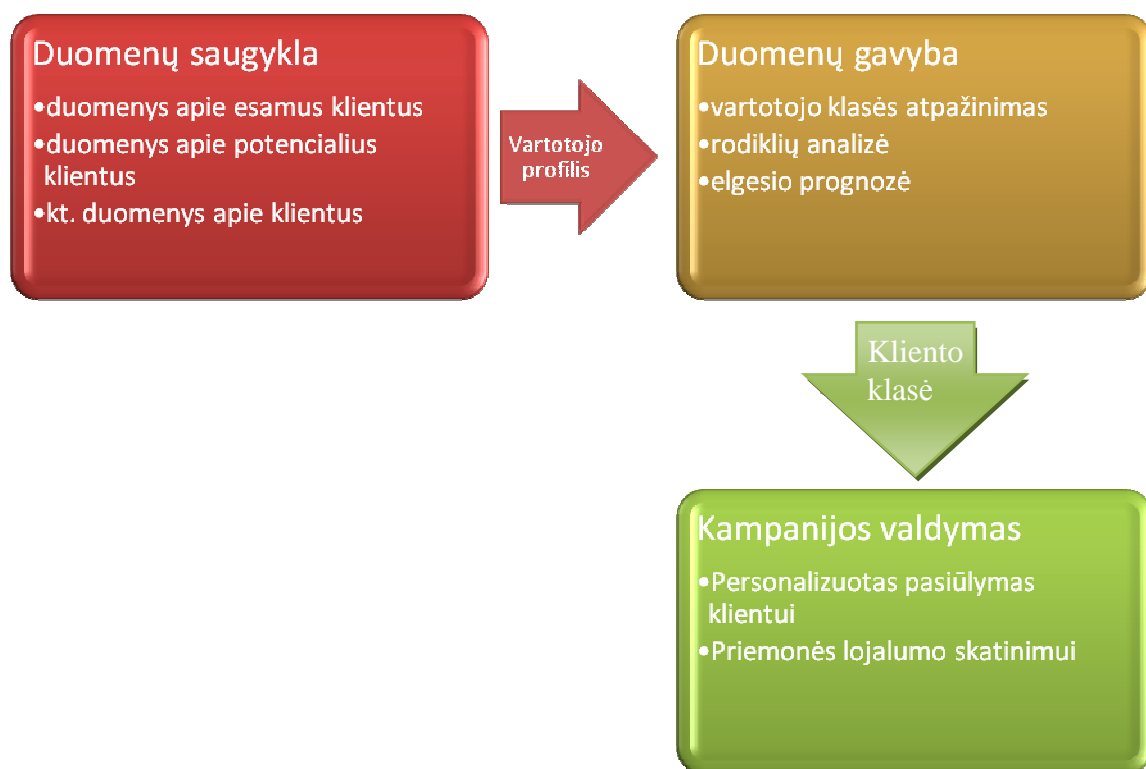 Duomenų saugykla
•duomenys apie esamus klientus
•duomenys apie potencialius
klientus
•kt. duomenys apie klientus
Vartotojo
profilis
Duomenų gavyba
•vartotojo klasės atpažinimas
•rodiklių analizė
•elgesio prognozė
Kliento
klasė
Kampanijos valdymas
•Personalizuotas pasiūlymas
klientui
•Priemonės lojalumo skatinimui